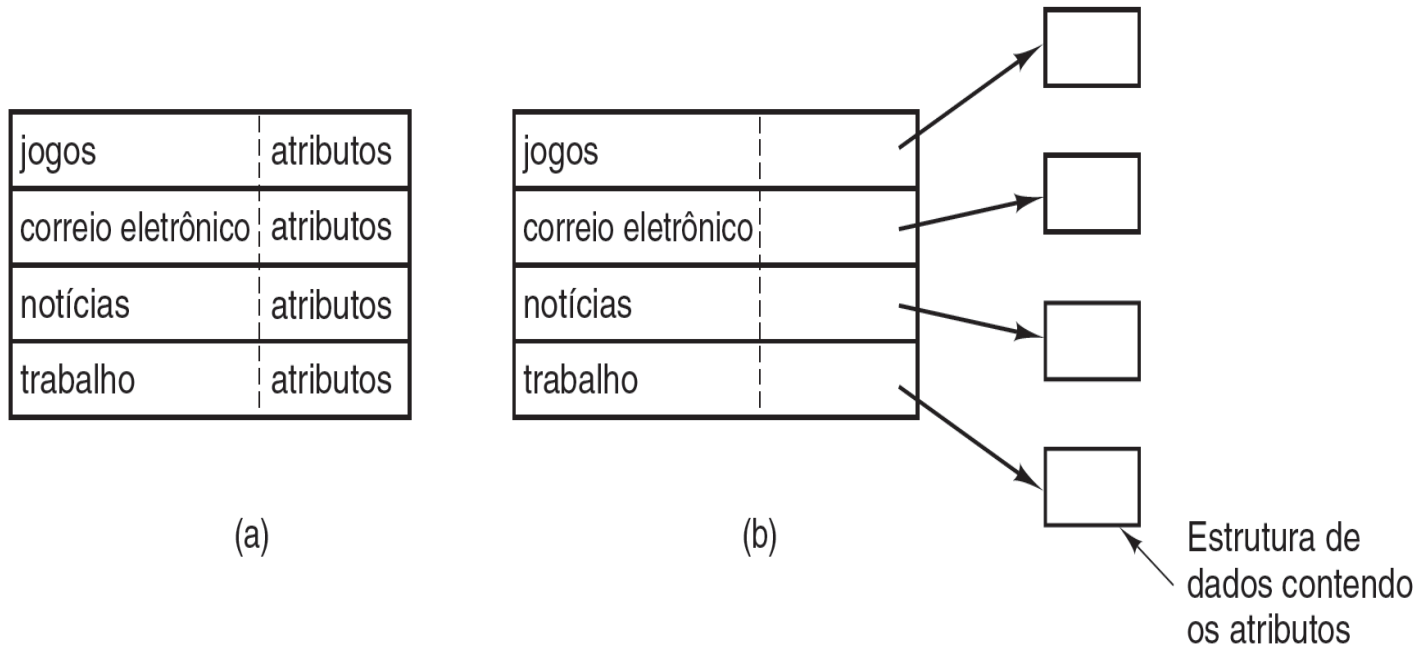 jogos atributos
correio eletrônico atributos
notícias atributos
trabalho atributos
(a)
jogos
correio eletrônico
notícias
trabalho
(b)
Estrutura de
dados contendo
os atributos